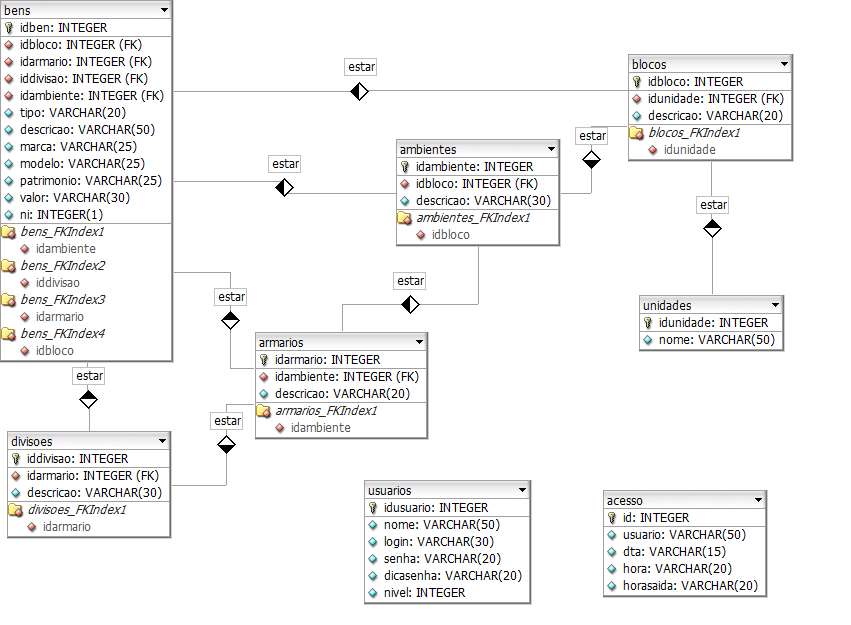 bens
idben: INTEGER
idbloco: INTEGER (FK)
idarmario: INTEGER (FK)
iddivisao: INTEGER (FK)
idambiente: INTEGER (FK)
tipo: VARCHAR(20)
descricao: VARCHAR(50)
marca: VARCHAR(25)
modelo: VARCHAR(25)
patrimonio: VARCHAR(25)
valor: VARCHAR(30)
ni: INTEGER(1)
bens_FKIndex1
idambiente
bens_FKIndex2
iddivisao
bens_FKIndex3
idarmario
bens_FKIndex4
idbloco
estar
estar
estar
estar
estar
estar
estar
estar
blocos
idbloco: INTEGER
idunidade: INTEGER (FK)
descricao: VARCHAR(20)
blocos_FKIndex1
idunidade
ambientes
idambiente: INTEGER
idbloco: INTEGER (FK)
descricao: VARCHAR(30)
ambientes_FKIndex1
idbloco
unidades
idunidade: INTEGER
nome: VARCHAR(50)
armarios
idarmario: INTEGER
idambiente: INTEGER (FK)
descricao: VARCHAR(20)
armarios_FKIndex1
idambiente
divisoes
iddivisao: INTEGER
idarmario: INTEGER (FK)
descricao: VARCHAR(30)
divisoes_FKIndex1
idarmario
usuarios
idusuario: INTEGER
nome: VARCHAR(50)
login: VARCHAR(30)
senha: VARCHAR(20)
dicasenha: VARCHAR(20)
nivel: INTEGER
acesso
id: INTEGER
usuario: VARCHAR(50)
dta: VARCHAR(15)
hora: VARCHAR(20)
horasaida: VARCHAR(20)